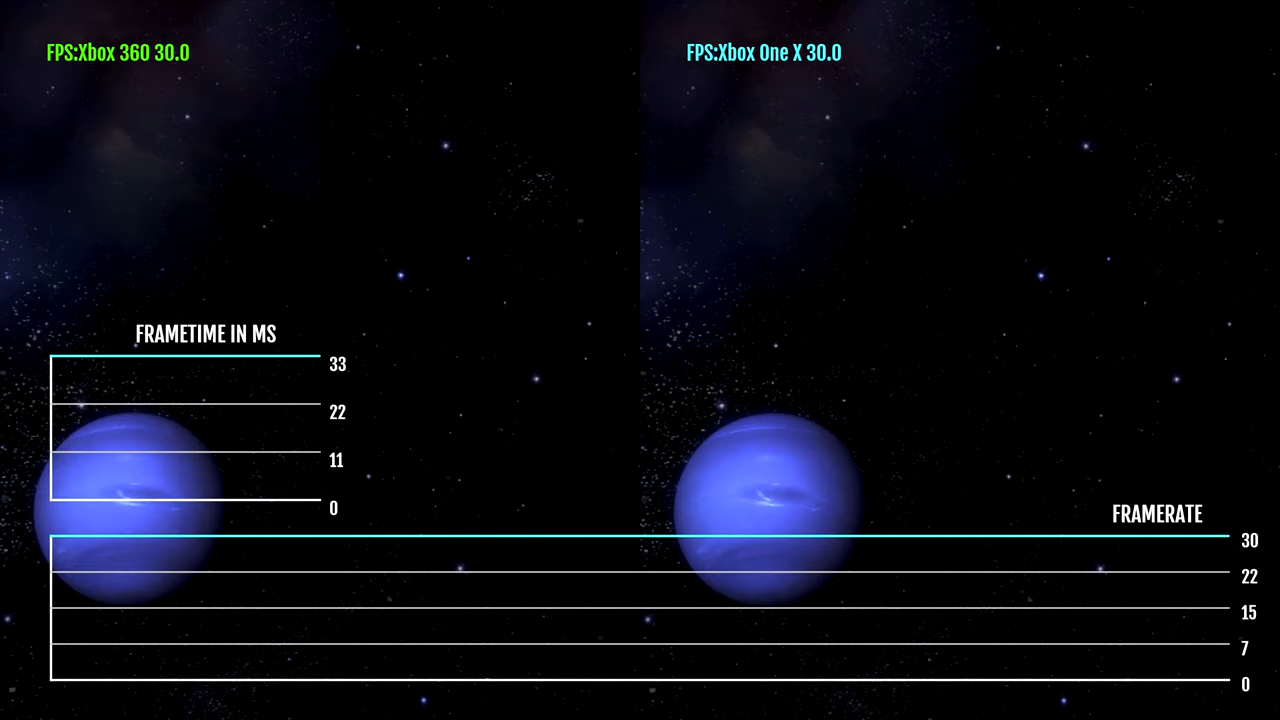 FPS:Xbox 360 30.0
FPS:Xbox One X 30.0
FRAMETIME IN MS
33
22
11
0
FRAMERATE
30
22
15
7
0